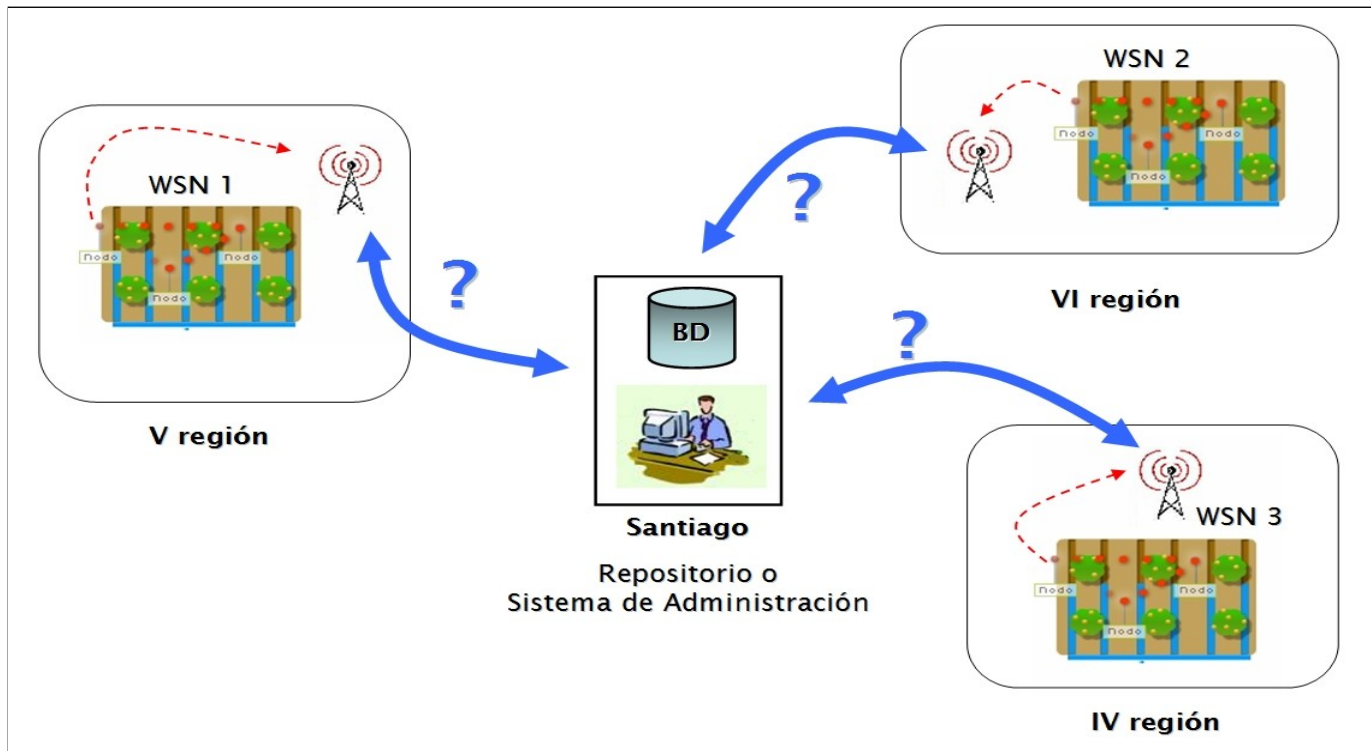 WSN 1
Nodo
Nodo
Nodo
?
V región
WSN 2
Nodo
Nodo
Nodo
?
VI región
BD
Santiago
Repositorio o
Sistema de Administración
?
WSN 3
Nodo
Nodo
Nodo
IV región